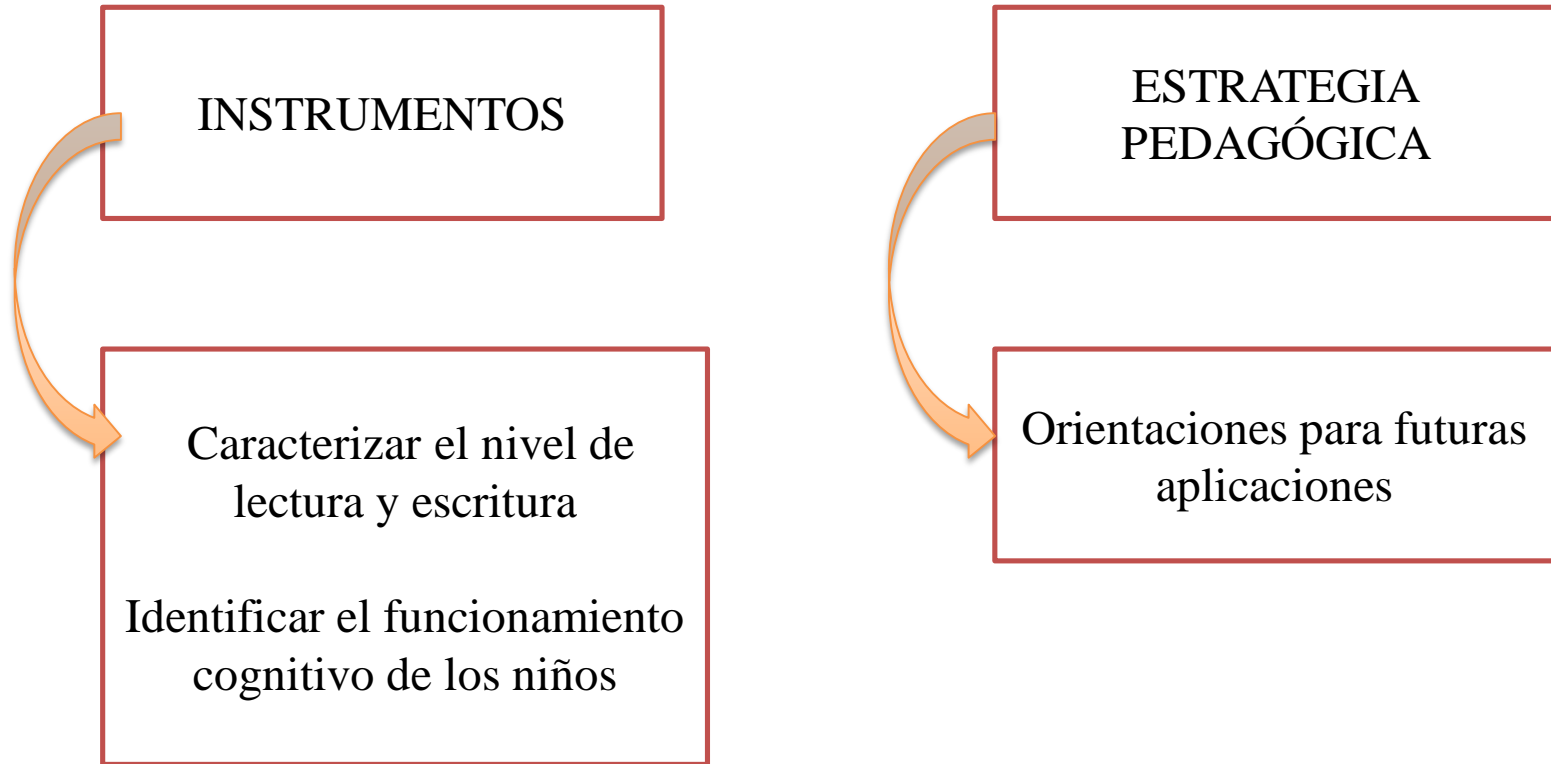 INSTRUMENTOS
Caracterizar el nivel de
lectura y escritura
Identificar el funcionamiento
cognitivo de los niños
ESTRATEGIA
PEDAGÓGICA
Orientaciones para futuras
aplicaciones